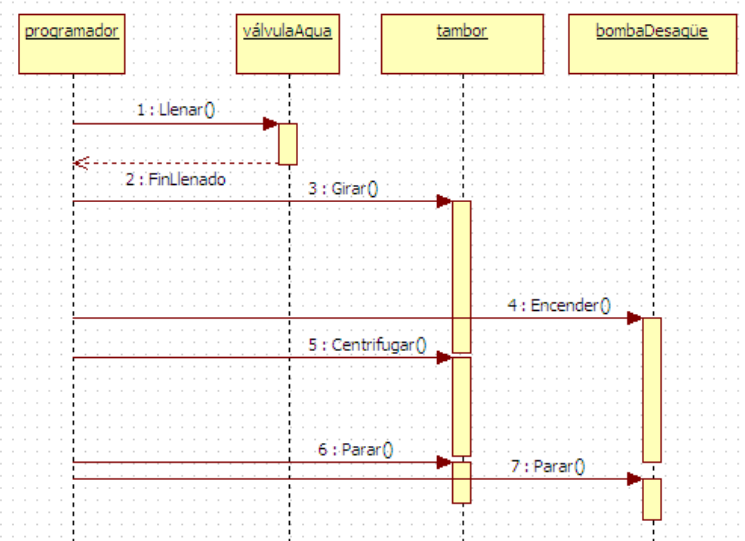 programador
válvulaAgua
tambor
bombaDesagüe
1 : Llenar()
2 : FinLlenado
3 : Girar()
4 : Encender()
5 : Centrifugar()
6 : Parar()
7 : Parar()